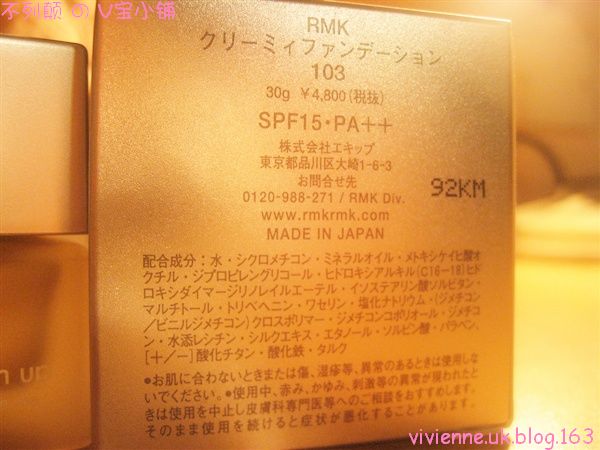 不列颠 の V宝小铺
RMK
クリーミィファンデーション
103
30g ¥4,800(税抜)
SPF15・PA++
株式会社エキップ
東京都品川区大崎1-6-3
お問合せ先
0120-988-271 / RMK Div.
92KM
www.rmkrmk.com
MADE IN JAPAN
配合成分：水・シクロメチコン・ミネラルオイル・メトキシケイヒ酸オ
クチル・ジプロピレングリコール・ヒドロキシアルキル(C16-18)ヒド
ロキシダイマージリノレイルエーテル・イソステアリン酸ソルビタン・
マルチトール・トリベヘニン・ワセリン・塩化ナトリウム・(ジメチコン
/ビニルジメチコン)クロスポリマー・ジメチコンコポリオール・ジメチコ
ン・水添レシチン・シルクエキス・エタノール・ソルビン酸・パラベン、
[+/-]酸化チタン・酸化鉄・タルク
●お肌に合わないときまたは傷、湿疹等、異常のあるときは使用しな
いでください。●使用中、赤み、かゆみ、刺激等の異常が現われたと
きは使用を中止し皮膚科専門医等へのご相談をおすすめします。
そのまま使用を続けると症状が悪化することがあります。
n up
vivienne.uk.blog.163